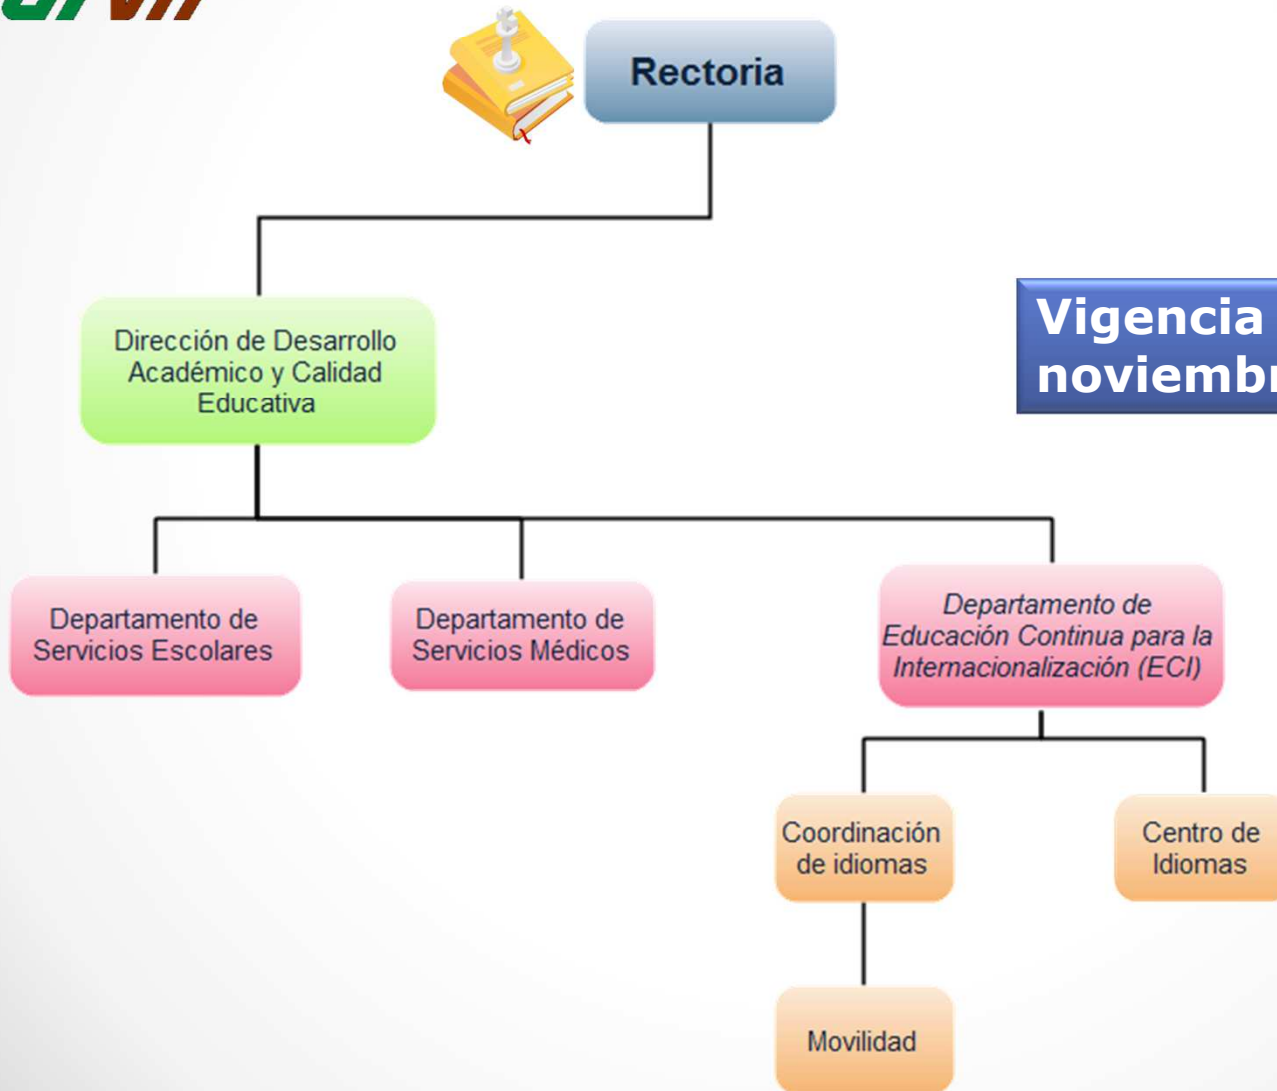 Rectoria
Dirección de Desarrollo
Académico y Calidad
Educativa
Vigencia
Departamento de
Servicios Escolares
Departamento de
Servicios Médicos
Departamento de
Educación Continua para la
Internacionalización (ECI)
Coordinación
de idiomas
Centro de
Idiomas
Movilidad